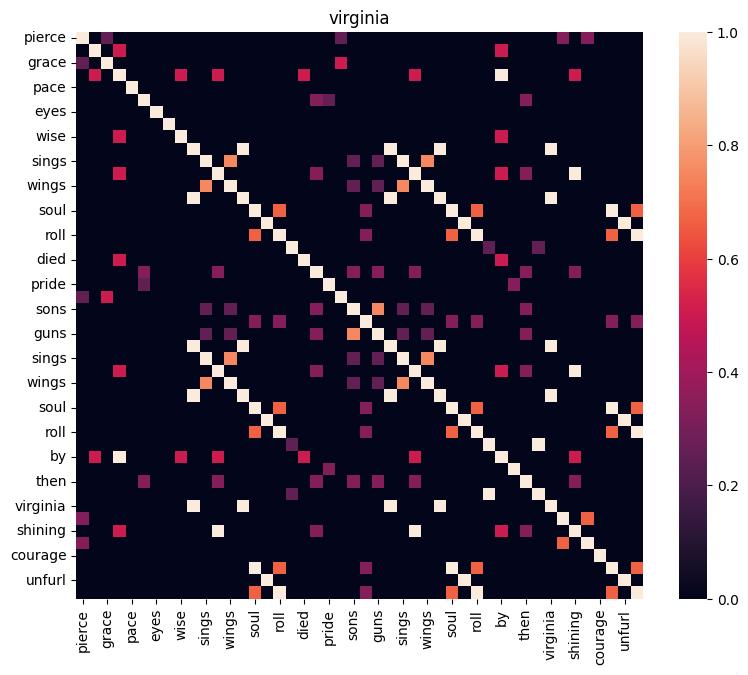 virginia
pierce
grace
pace
eyes
wise
sings
wings
soul
roll
died
pride
sons
guns
sings
wings
soul
roll
by
then
virginia
shining
courage
unfurl
pierce
grace
pace
eyes
wise
sings
wings
soul
roll
died
pride
sons
guns
sings
wings
soul
roll
by
then
virginia
shining
courage
unfurl
1.0
0.8
0.6
0.4
0.2
0.0